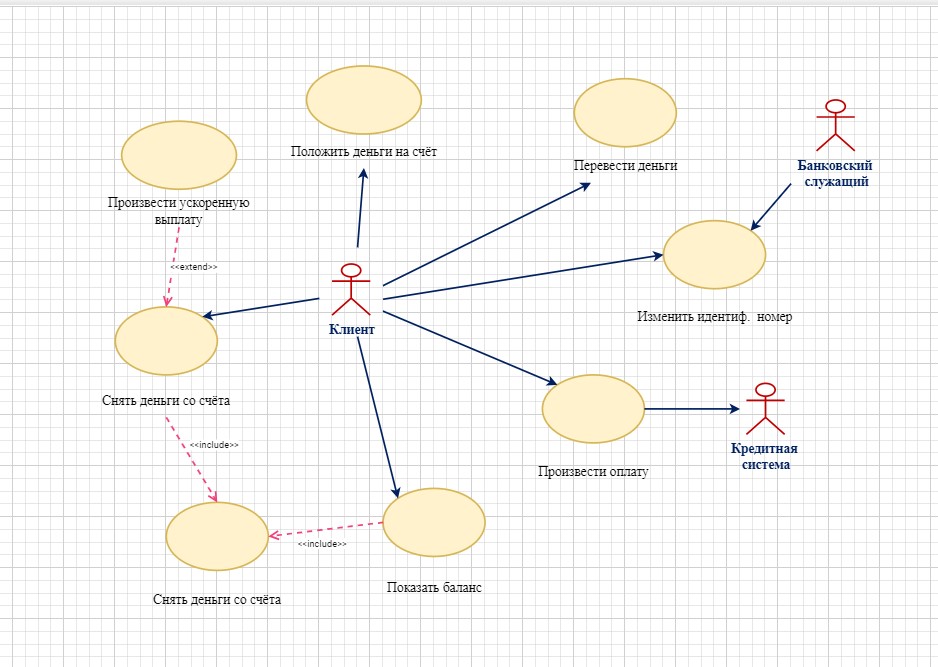 Положить деньги на счёт
Перевести деньги
Банковский
служащий
Произвести ускоренную
выплату
<<extend>>
Изменить идентиф. номер
Клиент
Снять деньги со счёта
<<include>>
Кредитная
система
Произвести оплату
<<include>>
Показать баланс
Снять деньги со счёта